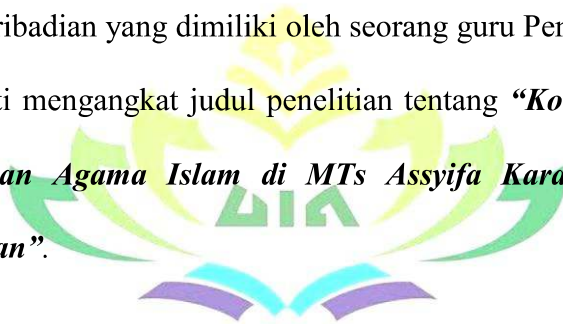 ribadian yang dimiliki oleh seorang guru Pen
ti mengangkat judul penelitian tentang “Ko
an Agama Islam di MTs Assyifa Kara
UIN
an”.